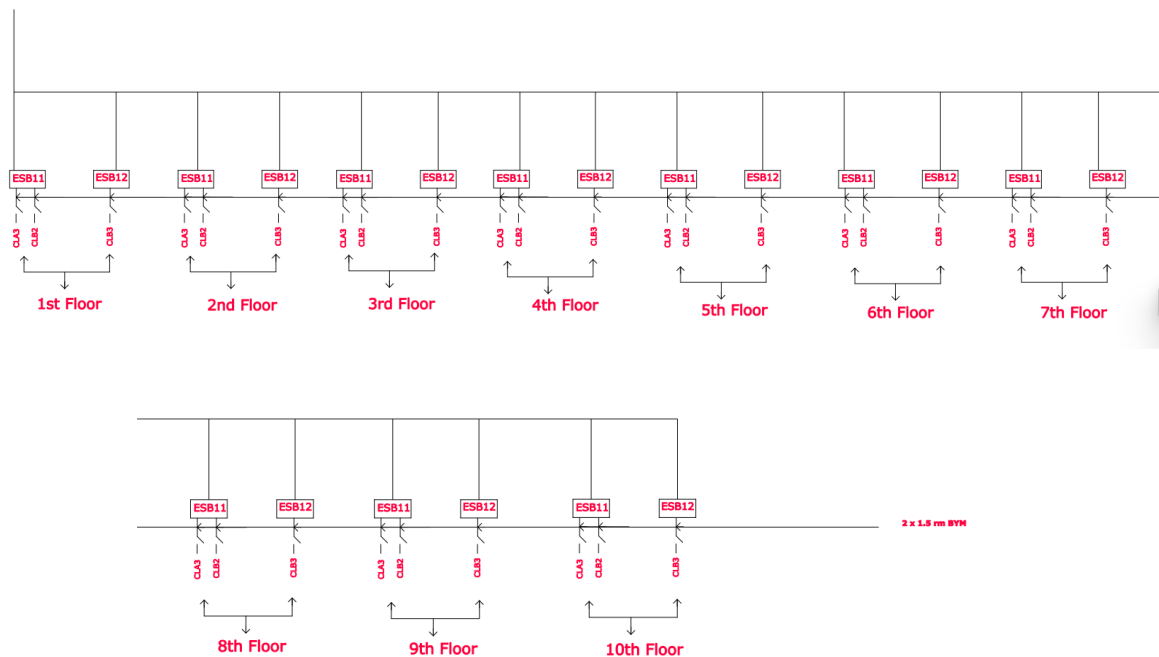 ESB11 ESB12 ESB11 ESB12 ESB11 ESB12 ESB11 ESB12 ESB11 ESB12 ESB11 ESB12 ESB11 ESB12
CLA3 CLB2 CLB3 CLA3 CLB2 CLB3 CLA3 CLB2 CLB3 CLA3 CLB2 CLB3 CLA3 CLB2 CLB3 CLA3 CLB2 CLB3 CLA3 CLB2 CLB3
1st Floor 2nd Floor 3rd Floor 4th Floor 5th Floor 6th Floor 7th Floor
ESB11 ESB12 ESB11 ESB12 ESB11 ESB12
2 x 1.5 rm BYM
CLA3 CLB2 CLB3 CLA3 CLB2 CLB3 CLA3 CLB2 CLB3
8th Floor 9th Floor 10th Floor